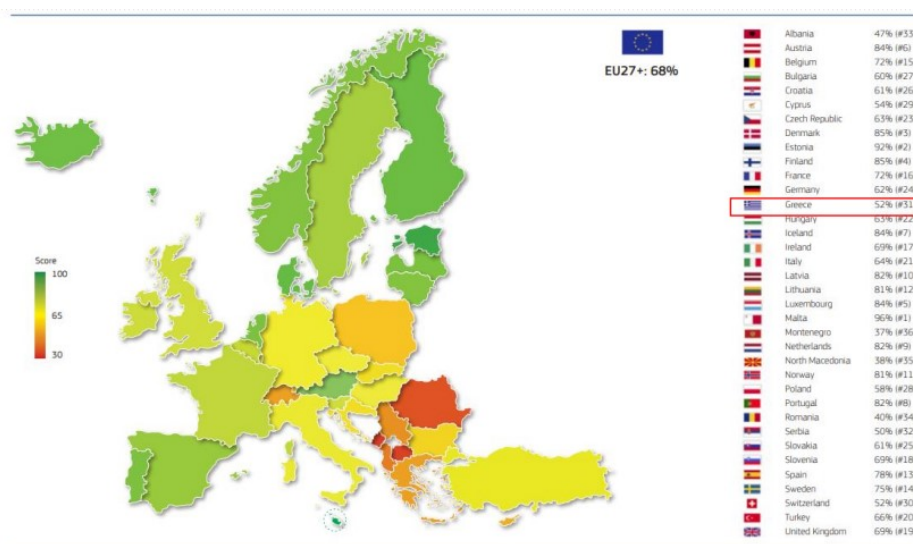 EU27+: 68%
Score
100
65
30
Albania 47% (#33
Austria 84% (#6)
Belgium 72% (#15
Bulgaria 60% (#27
Croatia 61% (#26
Cyprus 54% (#29
Czech Republic 63% (#23
Denmark 85% (#3)
Estonia 92% (#2)
Finland 85% (#4)
France 72% (#16
Germany 62% (#24
Greece 52% (#31
Hungary 63% (#22
Iceland 84% (#7)
Ireland 69% (#17
Italy 64% (#21
Latvia 82% (#10
Lithuania 81% (#12
Luxembourg 84% (#5)
Malta 96% (#1)
Montenegro 37% (#36
Netherlands 82% (#9)
North Macedonia 38% (#35
Norway 81% (#11
Poland 58% (#28
Portugal 82% (#8)
Romania 40% (#34
Serbia 50% (#32
Slovakia 61% (#25
Slovenia 69% (#18
Spain 78% (#13
Sweden 75% (#14
Switzerland 52% (#30
Turkey 66% (#20
United Kingdom 69% (#19